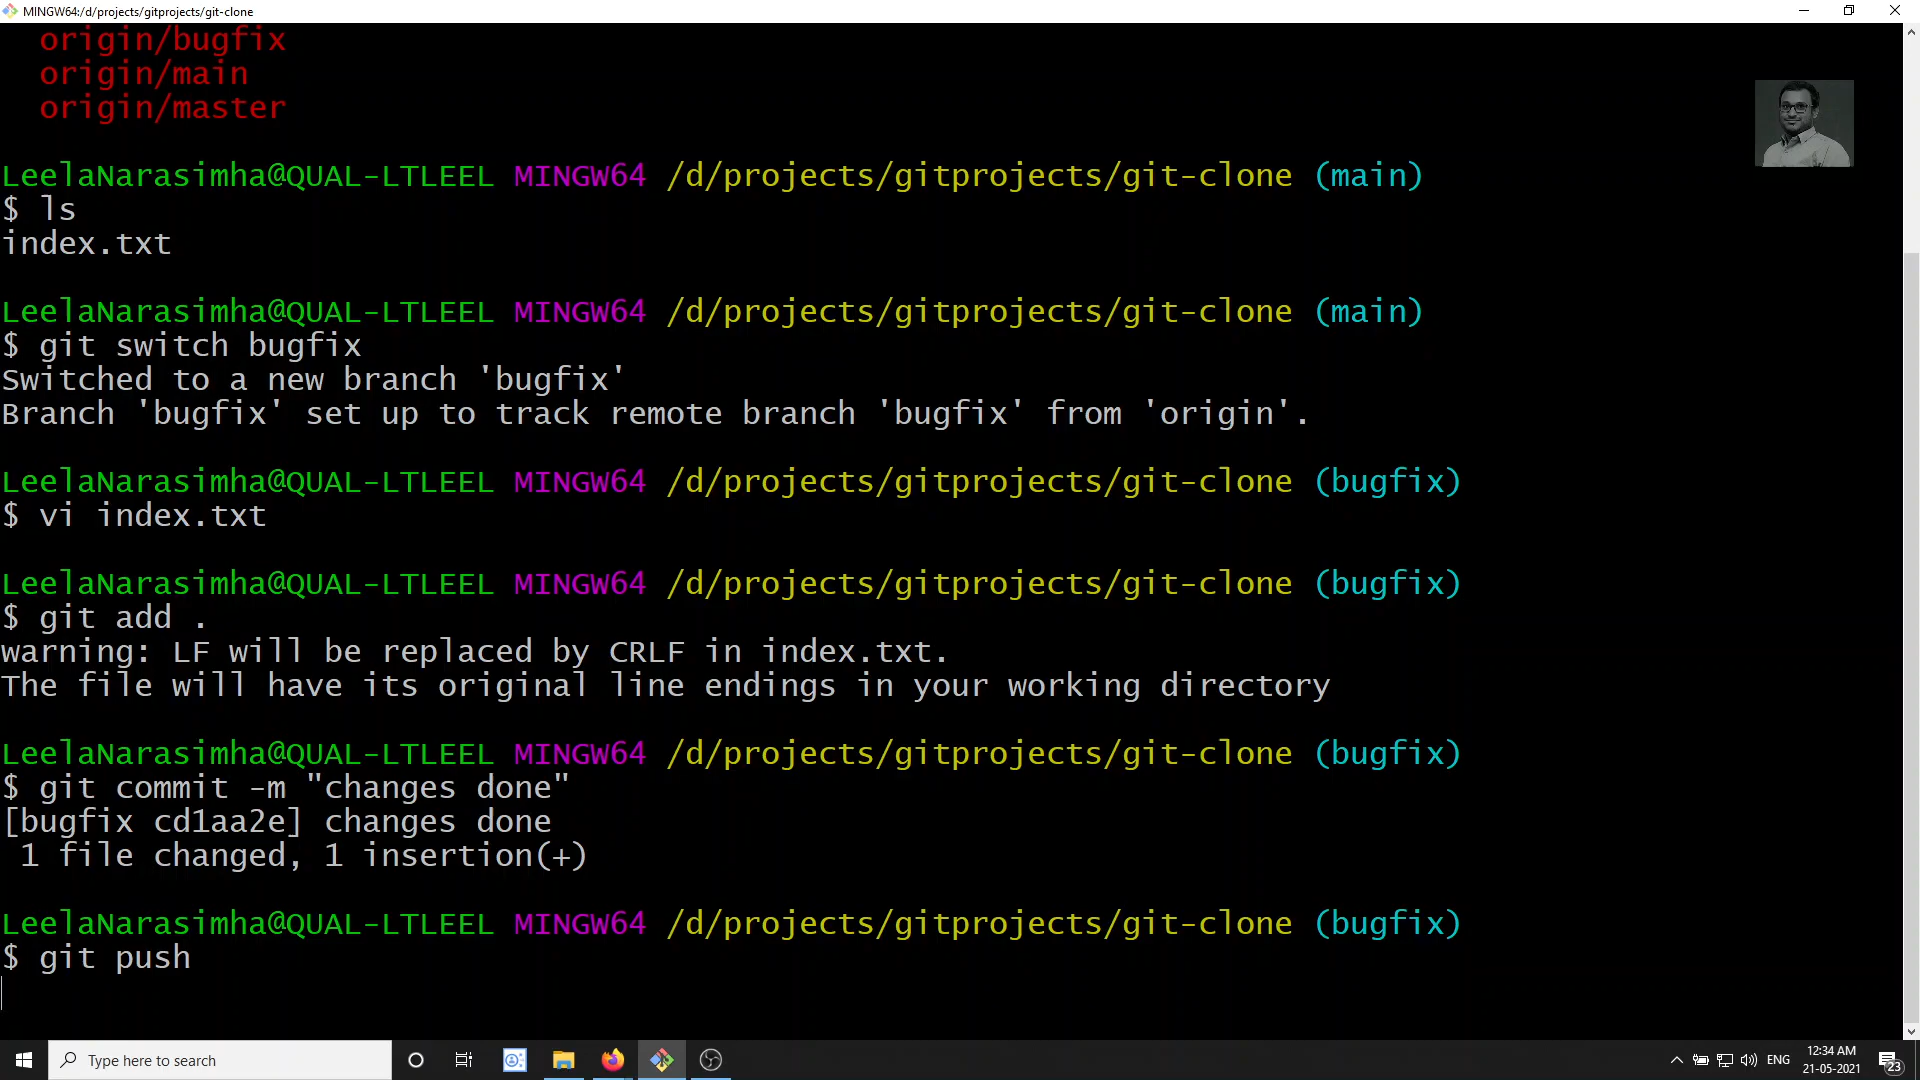 MINGW64:/d/projects/gitprojects/git-clone
origin/bugfix
origin/main
origin/master
LeelaNarasimha@QUAL-LTLEEL MINGW64 /d/projects/gitprojects/git-clone (main)
$ ls
index.txt
LeelaNarasimha@QUAL-LTLEEL MINGW64 /d/projects/gitprojects/git-clone (main)
$ git switch bugfix
Switched to a new branch 'bugfix'
Branch 'bugfix' set up to track remote branch 'bugfix' from 'origin'.
LeelaNarasimha@QUAL-LTLEEL MINGW64 /d/projects/gitprojects/git-clone (bugfix)
$ vi index.txt
LeelaNarasimha@QUAL-LTLEEL MINGW64 /d/projects/gitprojects/git-clone (bugfix)
$ git add .
warning: LF will be replaced by CRLF in index.txt.
The file will have its original line endings in your working directory
LeelaNarasimha@QUAL-LTLEEL MINGW64 /d/projects/gitprojects/git-clone (bugfix)
$ git commit -m "changes done"
[bugfix cd1aa2e] changes done
1 file changed, 1 insertion(+)
LeelaNarasimha@QUAL-LTLEEL MINGW64 /d/projects/gitprojects/git-clone (bugfix)
$ git push
Type here to search
ENG
12:34 AM
21-05-2021
23